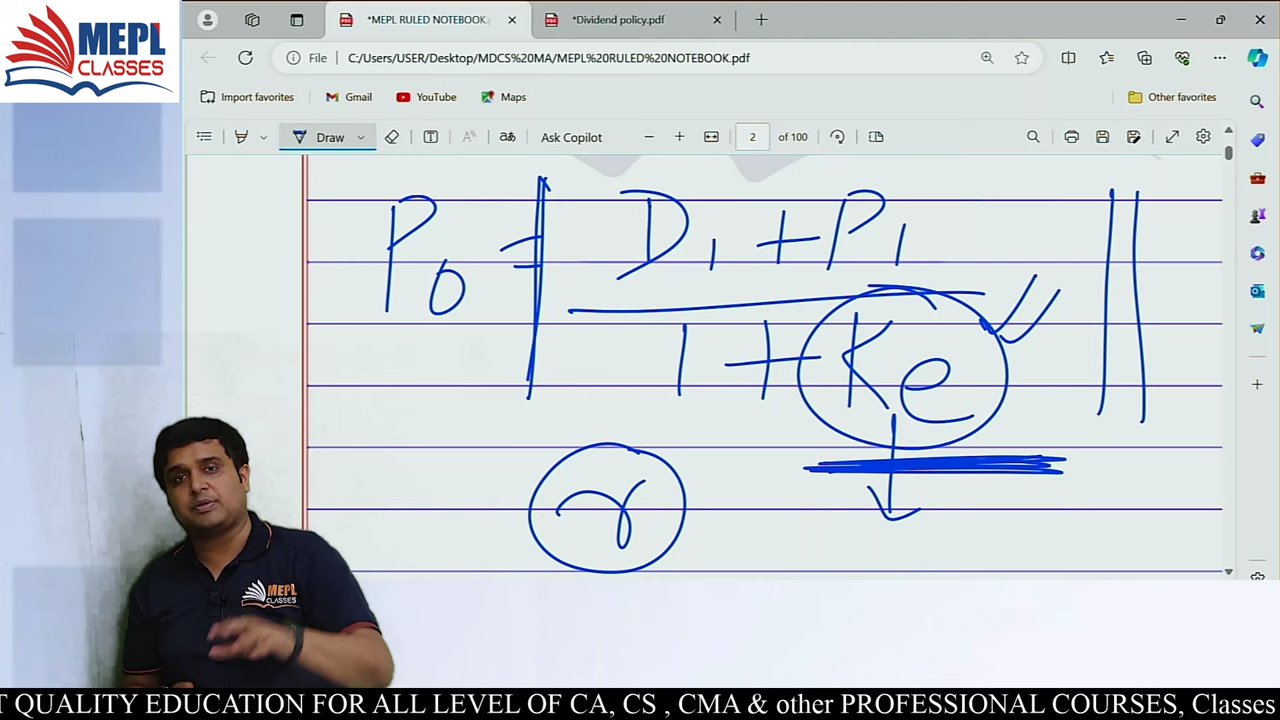 MEPL
CLASSES
*MEPL RULED NOTEBOOK.
*Dividend policy.pdf
File
C:/Users/USER/Desktop/MDCS%20MA/MEPL%20RULED%20NOTEBOOK.pdf
Import favorites
Gmail
YouTube
Maps
Other favorites
Draw
Ask Copilot
2 of 100
P0 = D1 + P1
1 + Ke
r
MEPL
CLASSES
T QUALITY EDUCATION FOR ALL LEVEL OF CA, CS , CMA & other PROFESSIONAL COURSES, Classes